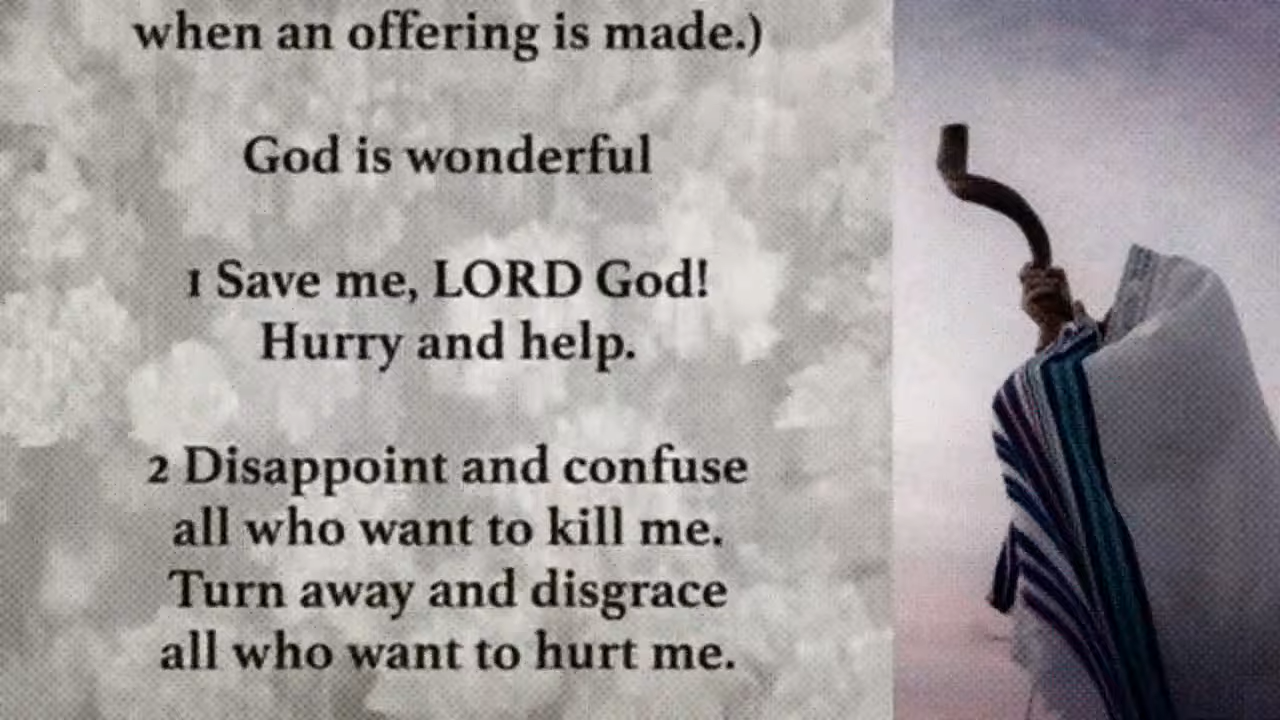 when an offering is made.)
God is wonderful
1 Save me, LORD God!
Hurry and help.
2 Disappoint and confuse
all who want to kill me.
Turn away and disgrace
all who want to hurt me.